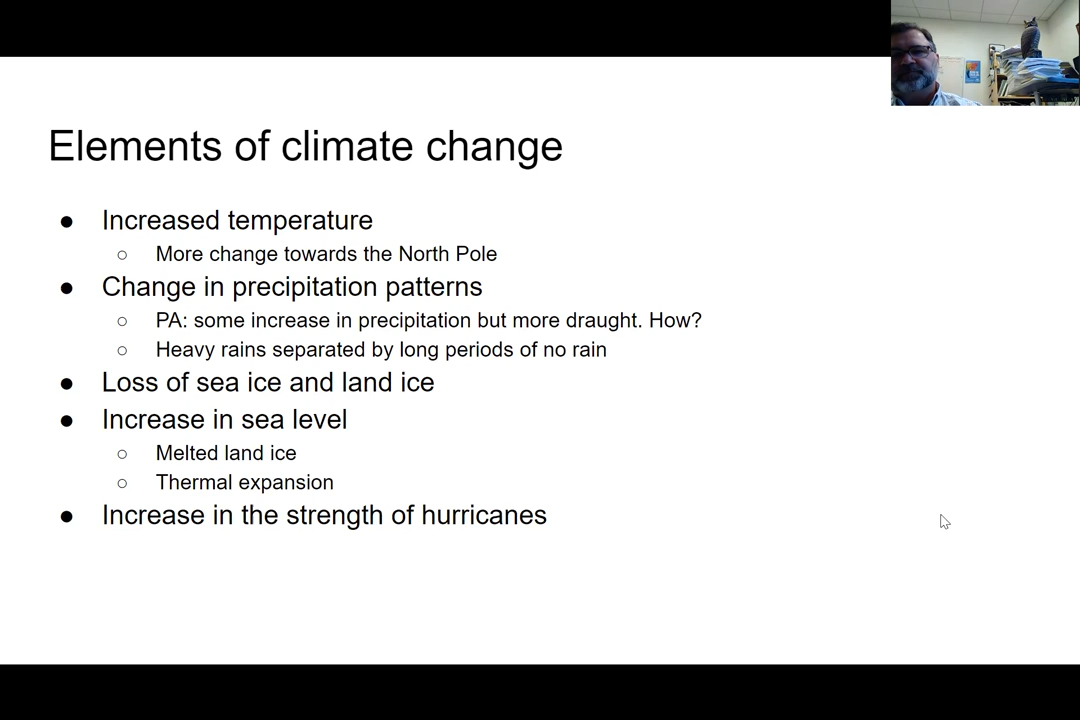 Elements of climate change
● Increased temperature
○ More change towards the North Pole
● Change in precipitation patterns
○ PA: some increase in precipitation but more draught. How?
○ Heavy rains separated by long periods of no rain
● Loss of sea ice and land ice
● Increase in sea level
○ Melted land ice
○ Thermal expansion
● Increase in the strength of hurricanes